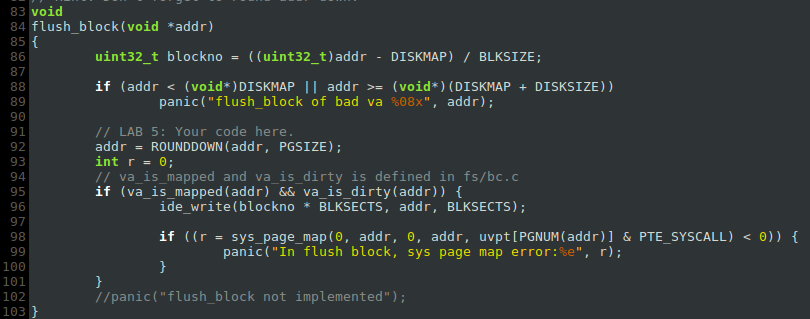 83 void
84 flush_block(void *addr)
85 {
86         uint32_t blockno = ((uint32_t)addr - DISKMAP) / BLKSIZE;
87
88         if (addr < (void*)DISKMAP || addr >= (void*)(DISKMAP + DISKSIZE))
89                 panic("flush_block of bad va %08x", addr);
90
91         // LAB 5: Your code here.
92         addr = ROUNDDOWN(addr, PGSIZE);
93         int r = 0;
94         // va_is_mapped and va_is_dirty is defined in fs/bc.c
95         if (va_is_mapped(addr) && va_is_dirty(addr)) {
96                 ide_write(blockno * BLKSECTS, addr, BLKSECTS);
97
98                 if ((r = sys_page_map(0, addr, 0, addr, uvpt[PGNUM(addr)] & PTE_SYSCALL) < 0)) {
99                         panic("In flush block, sys page map error:%e", r);
100                 }
101         }
102         //panic("flush_block not implemented");
103 }